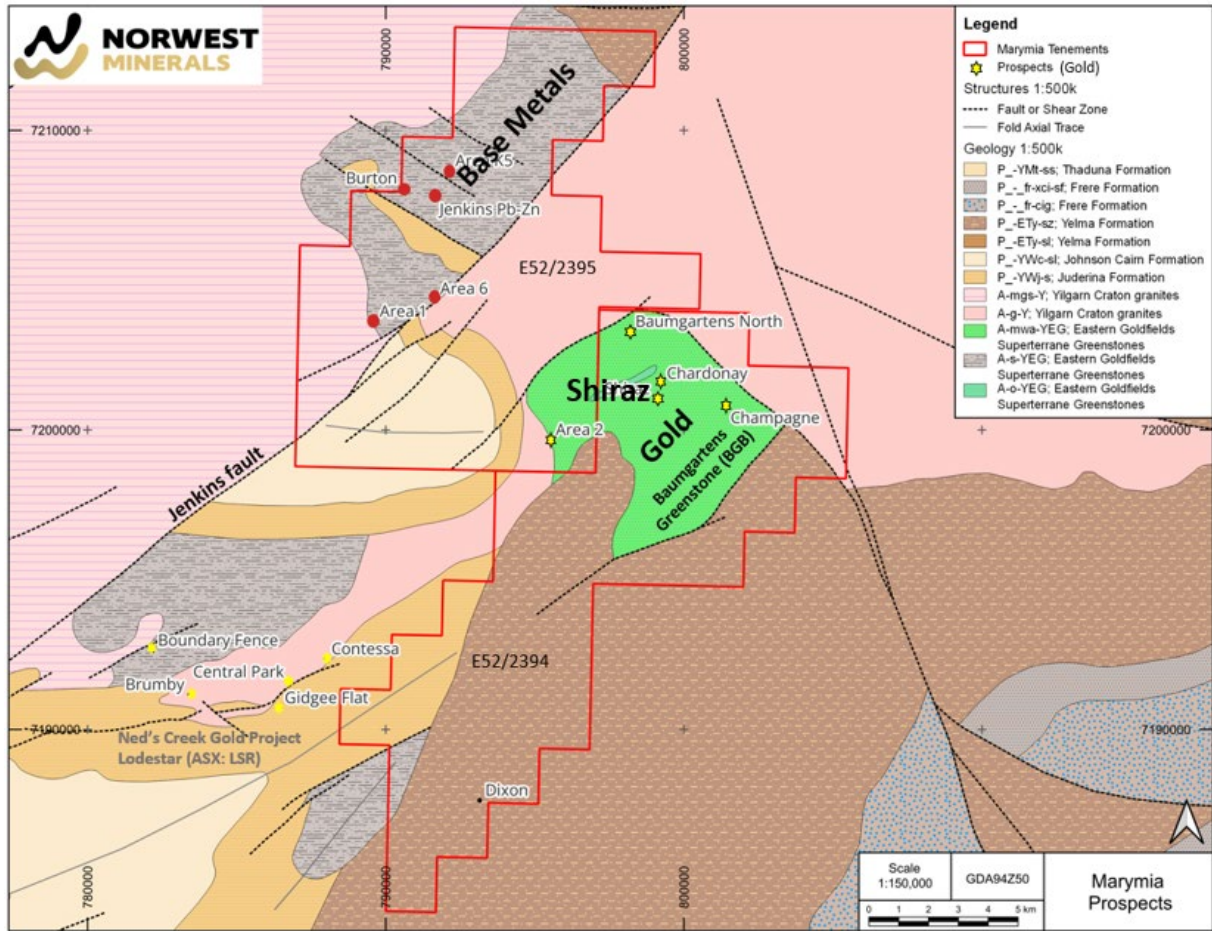 NORWEST
MINERALS
790000
800000
7210000
Base Metals
Burton
Jenkins Pb-Zn
E52/2395
Area 6
Area 1
Baumgartens North
Chardonay
Shiraz
Champagne
Area 2
Gold
Baumgartens
Greenstone (BGB)
7200000
7200000
Jenkins fault
Boundary Fence
Contessa
Central Park
Brumby
Gidgee Flat
E52/2394
Ned's Creek Gold Project
Lodestar (ASX: LSR)
7190000
7190000
Dixon
780000
790000
800000
Legend
Marymia Tenements
Prospects (Gold)
Structures 1:500k
Fault or Shear Zone
Fold Axial Trace
Geology 1:500k
P_-YMt-ss; Thaduna Formation
P_-_fr-xci-sf; Frere Formation
P_-_fr-cig; Frere Formation
P_-ETy-sz; Yelma Formation
P_-ETy-sl; Yelma Formation
P_-YWc-sl; Johnson Cairn Formation
P_-YWj-s; Juderina Formation
A-mgs-Y; Yilgarn Craton granites
A-g-Y; Yilgarn Craton granites
A-mwa-YEG; Eastern Goldfields
Superterrane Greenstones
A-s-YEG; Eastern Goldfields
Superterrane Greenstones
A-o-YEG; Eastern Goldfields
Superterrane Greenstones
Scale
1:150,000
GDA94Z50
0 1 2 3 4 5 km
Marymia
Prospects